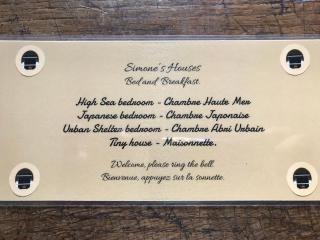 Simone's Houses
Bed and Breakfast.
High Sea bedroom - Chambre Haute Mer
Japanese bedroom - Chambre Japonaise
Urban Shelter bedroom - Chambre Abri Urbain
Tiny house - Maisonnette.
Welcome, please ring the bell.
Bienvenue, appuyez sur la sonnette.